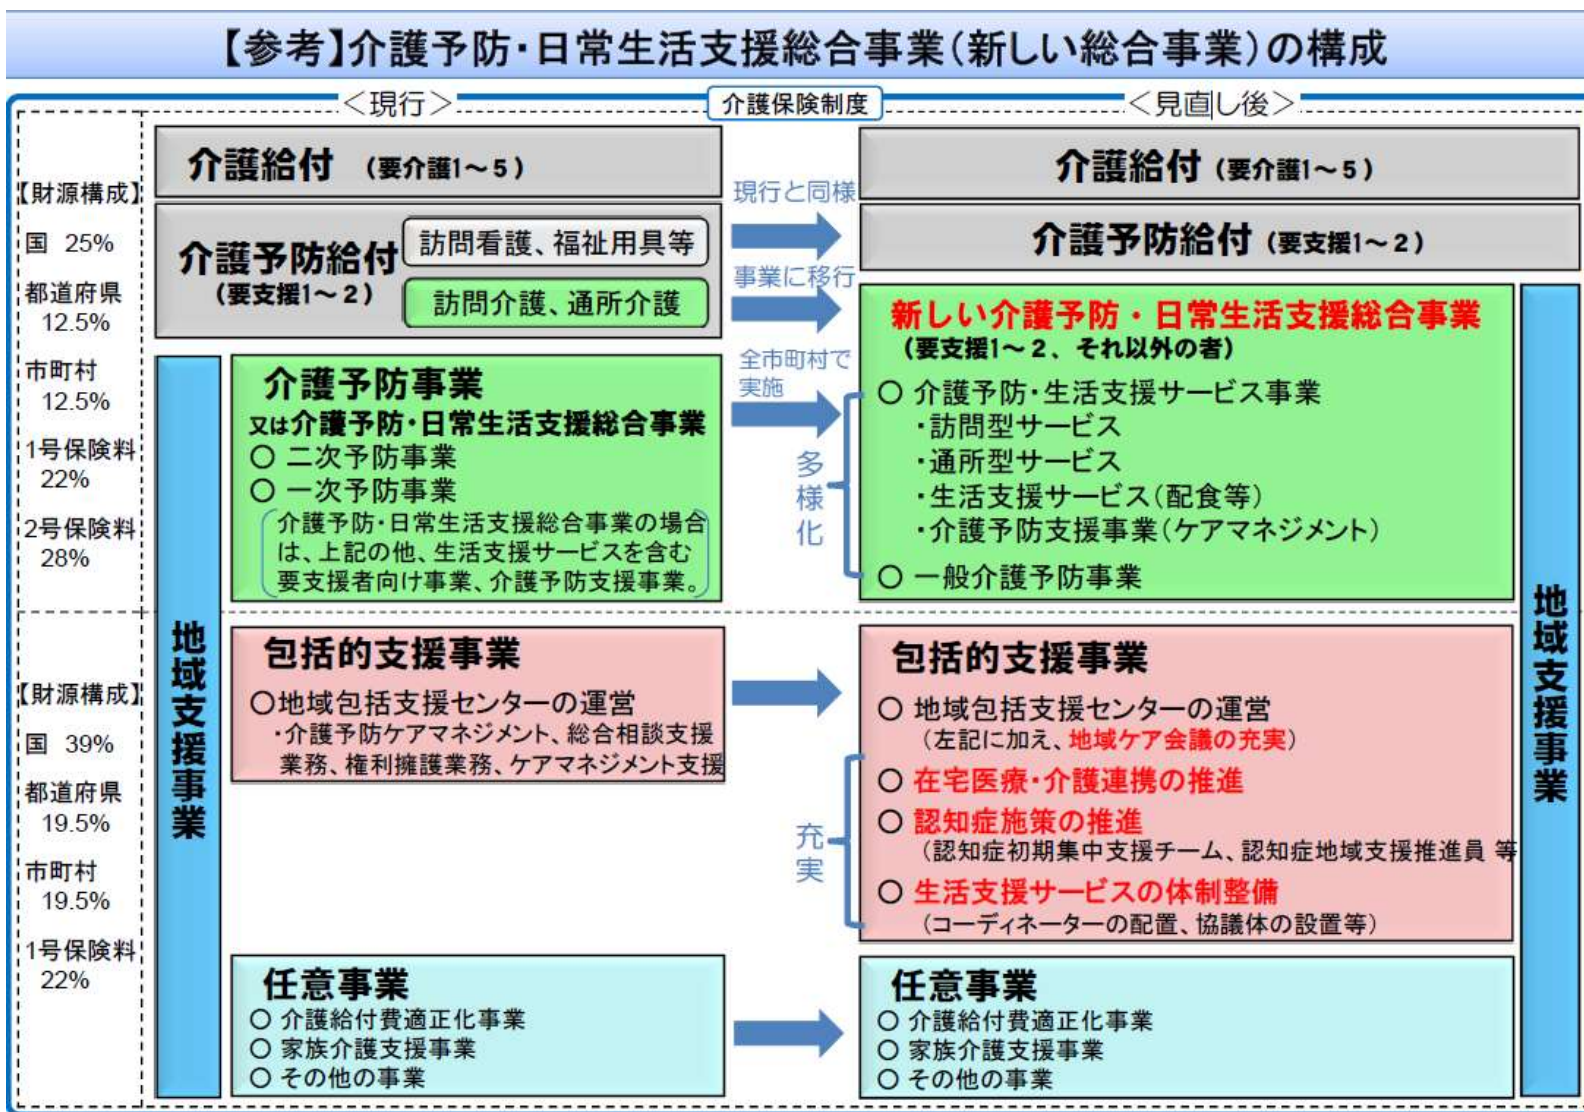 【参考】介護予防・日常生活支援総合事業(新しい総合事業)の構成
＜現行＞
介護保険制度
＜見直し後＞
【財源構成】
国 25%
都道府県
12.5%
市町村
12.5%
1号保険料
22%
2号保険料
28%
【財源構成】
国 39%
都道府県
19.5%
市町村
19.5%
1号保険料
22%
地域支援事業
介護給付 (要介護1～5)
介護予防給付
(要支援1～2)
訪問看護、福祉用具等
訪問介護、通所介護
介護予防事業
又は介護予防・日常生活支援総合事業
○ 二次予防事業
○ 一次予防事業
介護予防・日常生活支援総合事業の場合
は、上記の他、生活支援サービスを含む
要支援者向け事業、介護予防支援事業。
包括的支援事業
○地域包括支援センターの運営
・介護予防ケアマネジメント、総合相談支援
業務、権利擁護業務、ケアマネジメント支援
任意事業
○ 介護給付費適正化事業
○ 家族介護支援事業
○ その他の事業
現行と同様
事業に移行
全市町村で
実施
多様化
充実
介護給付 (要介護1～5)
介護予防給付 (要支援1～2)
新しい介護予防・日常生活支援総合事業
(要支援1～2、それ以外の者)
○ 介護予防・生活支援サービス事業
・訪問型サービス
・通所型サービス
・生活支援サービス(配食等)
・介護予防支援事業(ケアマネジメント)
○ 一般介護予防事業
包括的支援事業
○ 地域包括支援センターの運営
(左記に加え、地域ケア会議の充実)
○ 在宅医療・介護連携の推進
○ 認知症施策の推進
(認知症初期集中支援チーム、認知症地域支援推進員 等
○ 生活支援サービスの体制整備
(コーディネーターの配置、協議体の設置等)
任意事業
○ 介護給付費適正化事業
○ 家族介護支援事業
○ その他の事業
地域支援事業